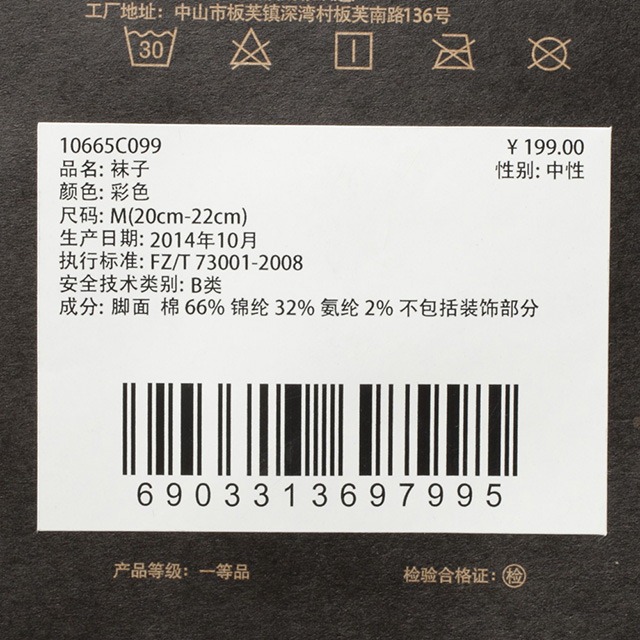 工厂地址：中山市板芙镇深湾村板芙南路136号
30
10665C099
¥ 199.00
品名: 袜子
性别: 中性
颜色: 彩色
尺码: M(20cm-22cm)
生产日期: 2014年10月
执行标准: FZ/T 73001-2008
安全技术类别: B类
成分: 脚面 棉 66% 锦纶 32% 氨纶 2% 不包括装饰部分
6903313697995
产品等级：一等品
检验合格证：检